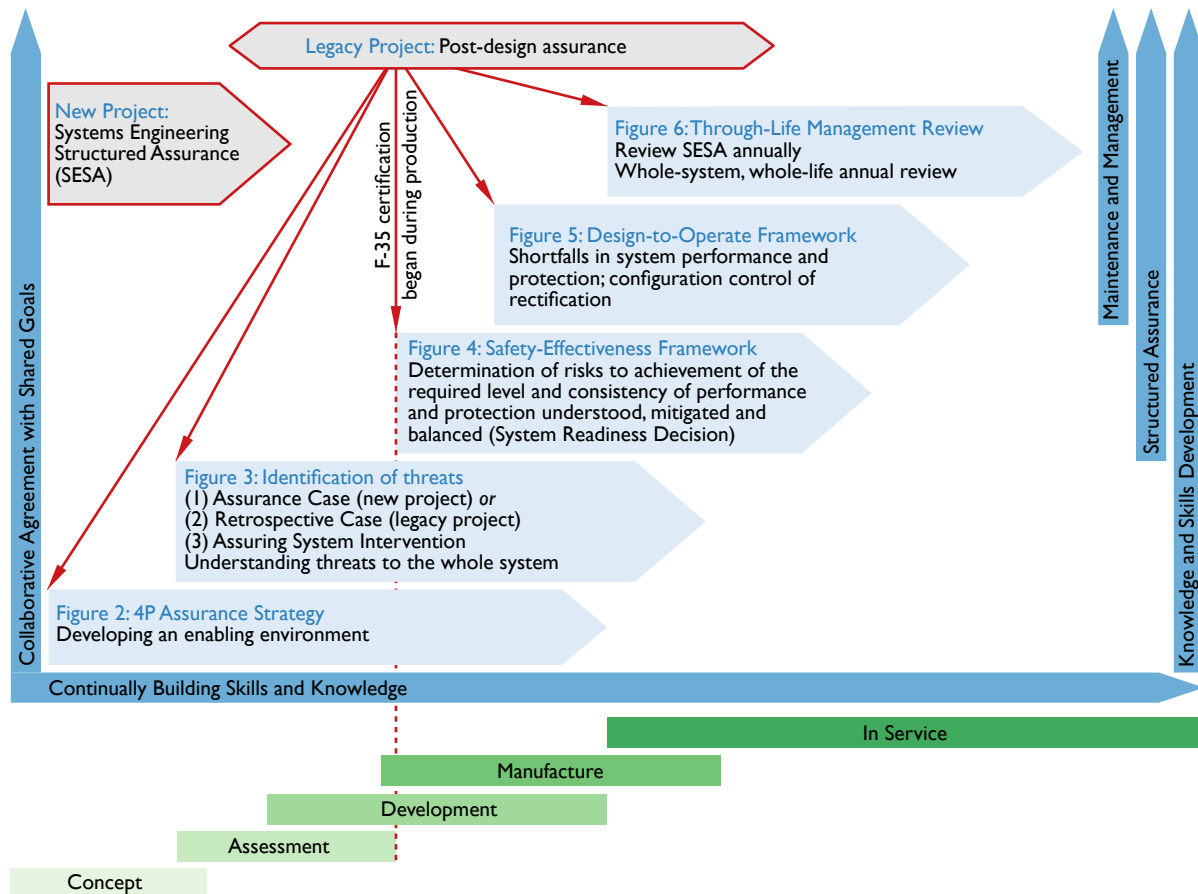 Legacy Project: Post-design assurance
New Project:
Systems Engineering
Structured Assurance
(SESA)
F-35 certification
began during production
Figure 6: Through-Life Management Review
Review SESA annually
Whole-system, whole-life annual review
Figure 5: Design-to-Operate Framework
Shortfalls in system performance and
protection; configuration control of
rectification
Figure 4: Safety-Effectiveness Framework
Determination of risks to achievement of the
required level and consistency of performance
and protection understood, mitigated and
balanced (System Readiness Decision)
Figure 3: Identification of threats
(1) Assurance Case (new project) or
(2) Retrospective Case (legacy project)
(3) Assuring System Intervention
Understanding threats to the whole system
Figure 2: 4P Assurance Strategy
Developing an enabling environment
Collaborative Agreement with Shared Goals
Maintenance and Management
Structured Assurance
Knowledge and Skills Development
Continually Building Skills and Knowledge
In Service
Manufacture
Development
Assessment
Concept